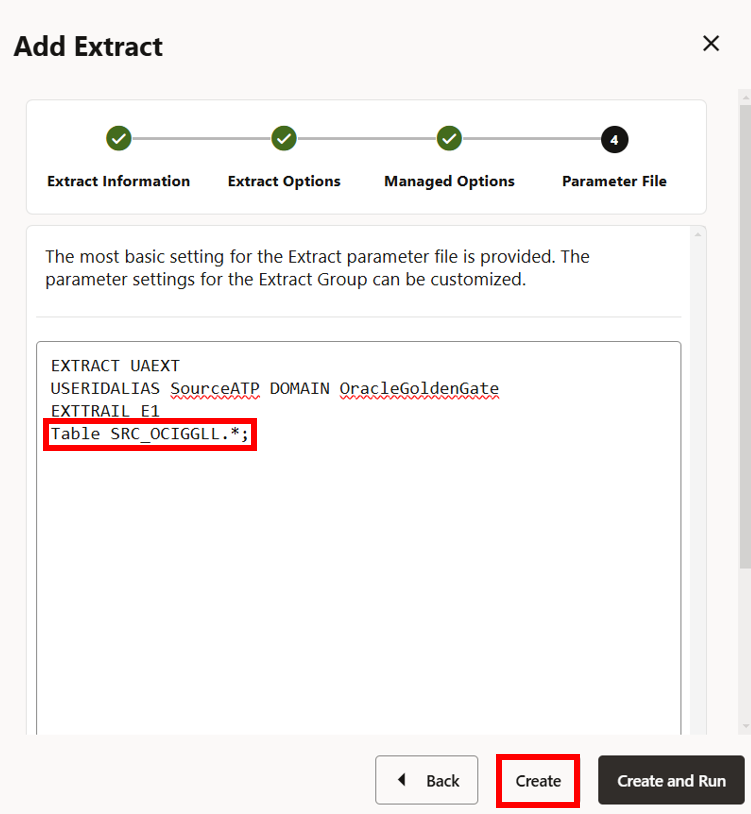 Add Extract
4
Extract Information
Extract Options
Managed Options
Parameter File
The most basic setting for the Extract parameter file is provided. The
parameter settings for the Extract Group can be customized.
EXTRACT UAEXT
USERIDALIAS SourceATP DOMAIN OracleGoldenGate
EXTTRAIL E1
Table SRC_OCIGGLL.*;
Back
Create
Create and Run